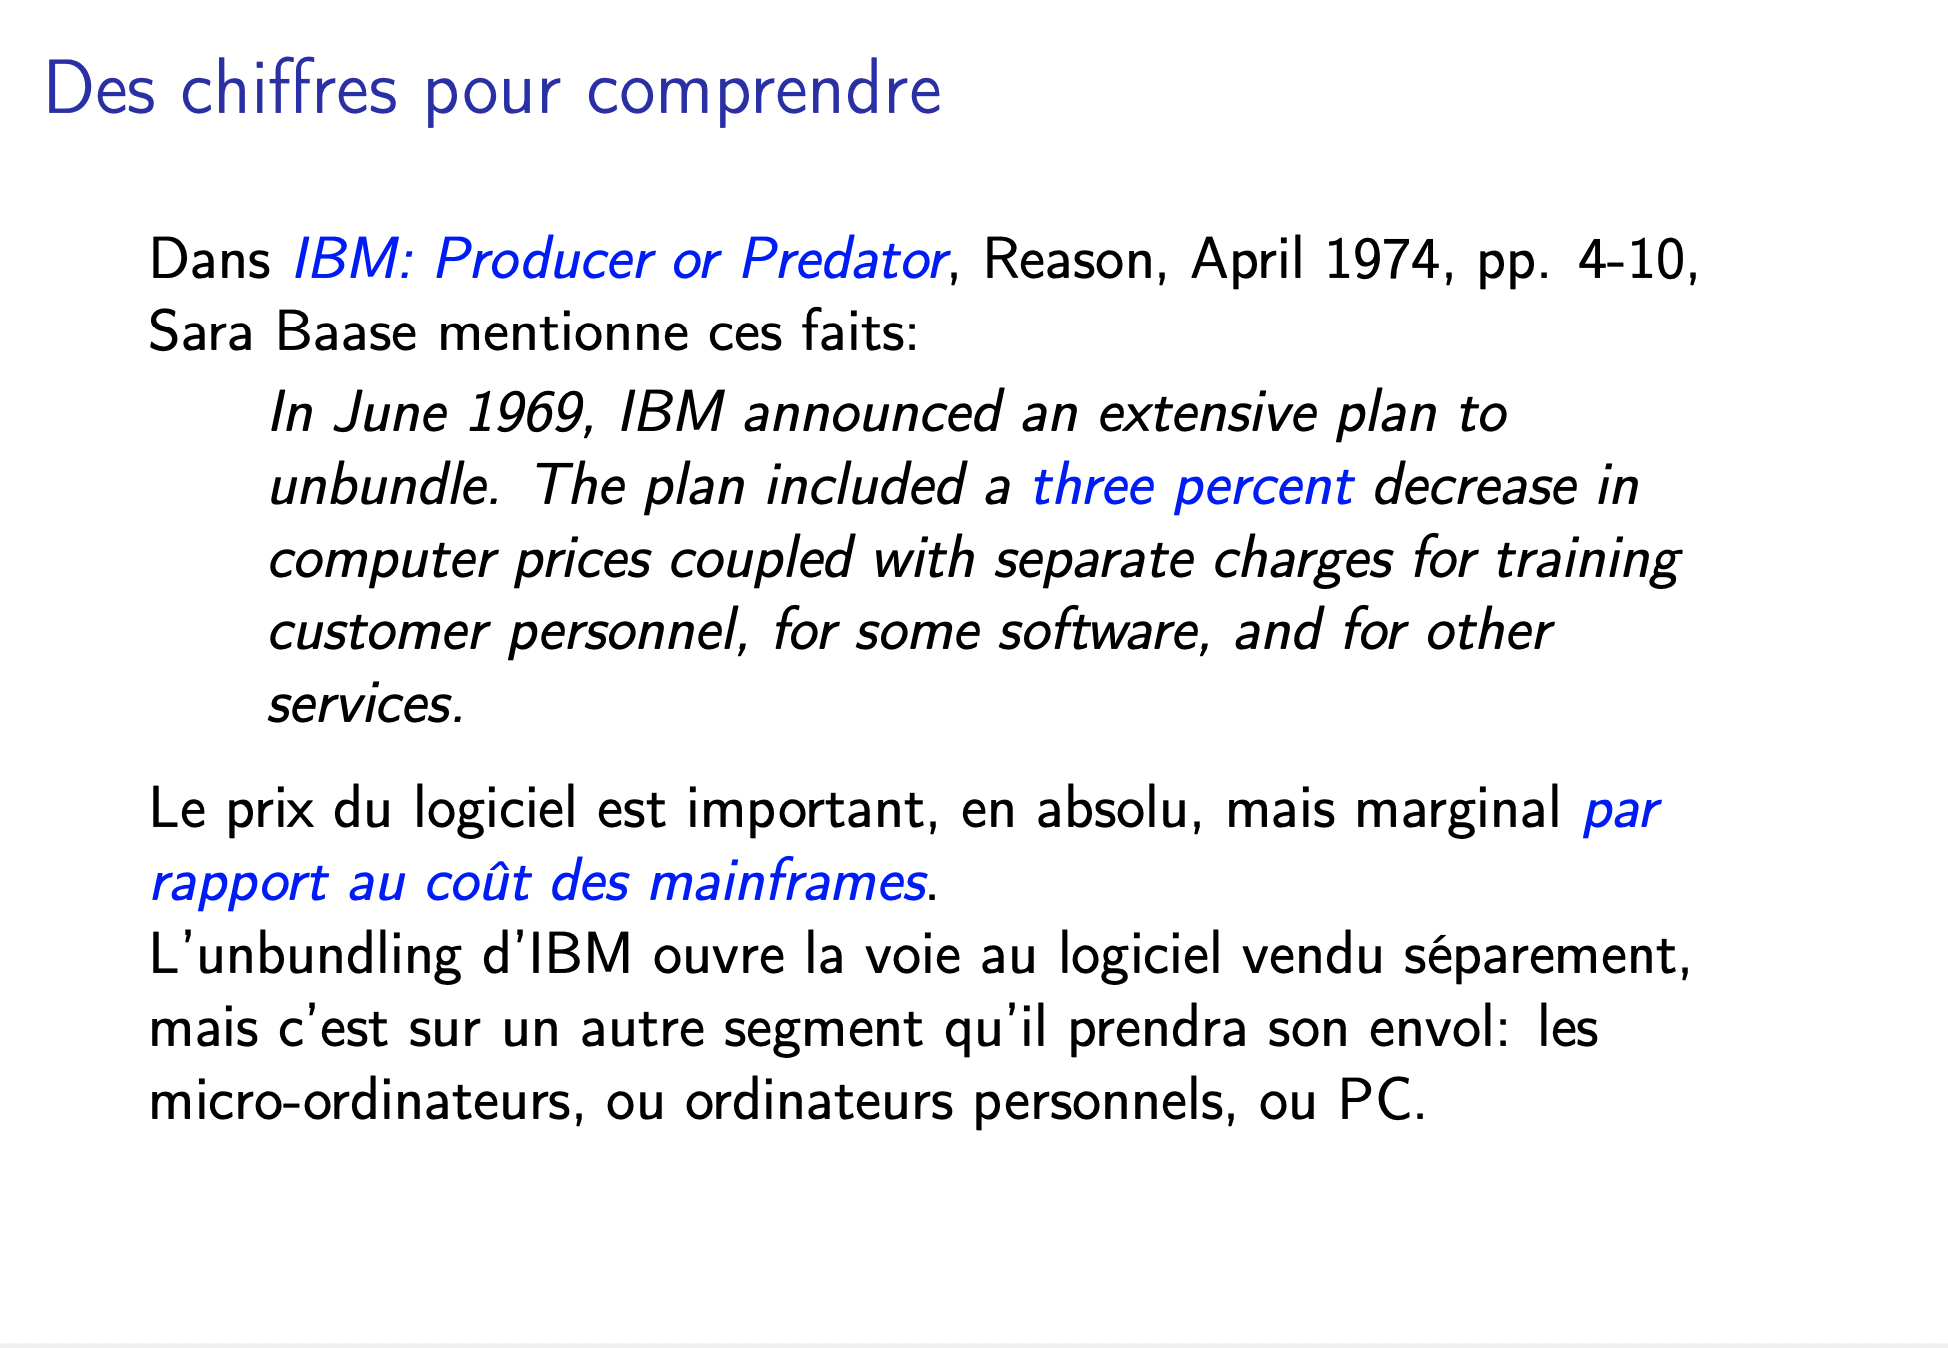 Des chiffres pour comprendre
Dans IBM: Producer or Predator, Reason, April 1974, pp. 4-10,
Sara Baase mentionne ces faits:
In June 1969, IBM announced an extensive plan to
unbundle. The plan included a three percent decrease in
computer prices coupled with separate charges for training
customer personnel, for some software, and for other
services.
Le prix du logiciel est important, en absolu, mais marginal par
rapport au coût des mainframes.
L'unbundling d'IBM ouvre la voie au logiciel vendu séparement,
mais c'est sur un autre segment qu'il prendra son envol: les
micro-ordinateurs, ou ordinateurs personnels, ou PC.